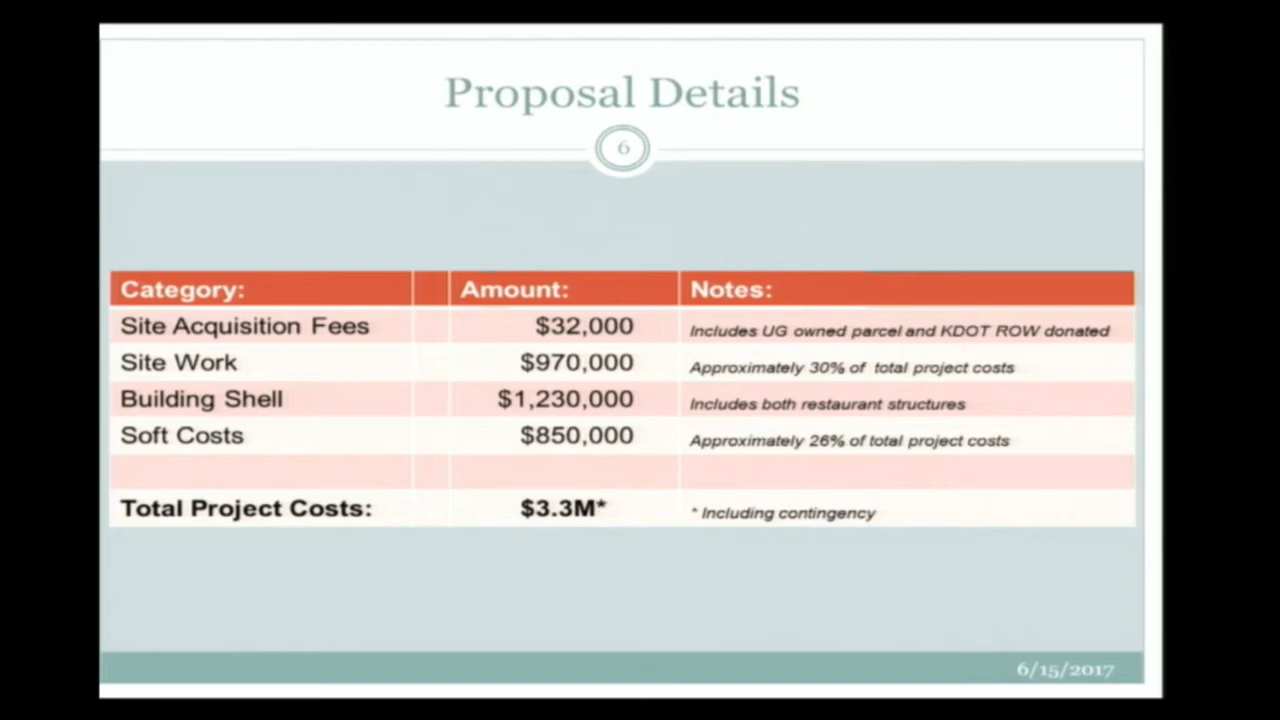 Proposal Details
6
Category: Amount: Notes:
Site Acquisition Fees $32,000 Includes UG owned parcel and KDOT ROW donated
Site Work $970,000 Approximately 30% of total project costs
Building Shell $1,230,000 Includes both restaurant structures
Soft Costs $850,000 Approximately 26% of total project costs
Total Project Costs: $3.3M* * Including contingency
6/15/2017